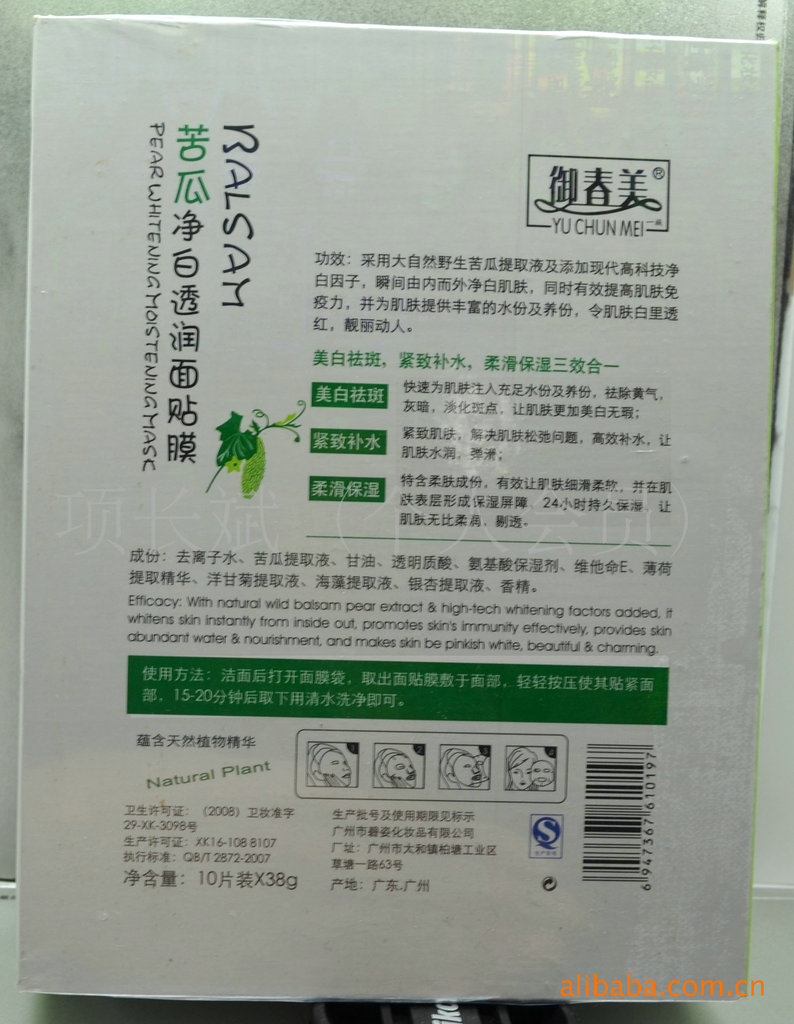 BALSAM
苦瓜净白透润面贴膜
PEAR WHITENING MOISTENING MASK
御春美®
YU CHUN MEI
功效：采用大自然野生苦瓜提取液及添加现代高科技净
白因子，瞬间由内而外净白肌肤，同时有效提高肌肤免
疫力，并为肌肤提供丰富的水份及养份，令肌肤白里透
红，靓丽动人。
美白祛斑，紧致补水，柔滑保湿三效合一
美白祛斑
快速为肌肤注入充足水份及养份，祛除黄气，
灰暗，淡化斑点，让肌肤更加美白无瑕；
紧致补水
紧致肌肤，解决肌肤松弛问题，高效补水，让
肌肤水润，弹滑；
柔滑保湿
特含柔肤成份，有效让肌肤细滑柔软，并在肌
肤表层形成保湿屏障，24小时持久保湿，让
肌肤无比柔润，剔透。
成份：去离子水、苦瓜提取液、甘油、透明质酸、氨基酸保湿剂、维他命E、薄荷
提取精华、洋甘菊提取液、海藻提取液、银杏提取液、香精。
Efficacy: With natural wild balsam pear extract & high-tech whitening factors added, it
whitens skin instantly from inside out, promotes skin's immunity effectively, provides skin
abundant water & nourishment, and makes skin be pinkish white, beautiful & charming.
使用方法：洁面后打开面膜袋，取出面贴膜敷于面部，轻轻按压使其贴紧面
部，15-20分钟后取下用清水洗净即可。
蕴含天然植物精华
Natural Plant
1 2 3 4
卫生许可证：（2008）卫妆准字
29-XK-3098号
生产许可证：XK16-108 8107
执行标准：QB/T 2872-2007
净含量：10片装X38g
生产批号及使用期限见标示
广州市碧姿化妆品有限公司
厂址：广州市太和镇柏塘工业区
草塘一路63号
产地：广东.广州
6947367610197
alibaba.com.cn